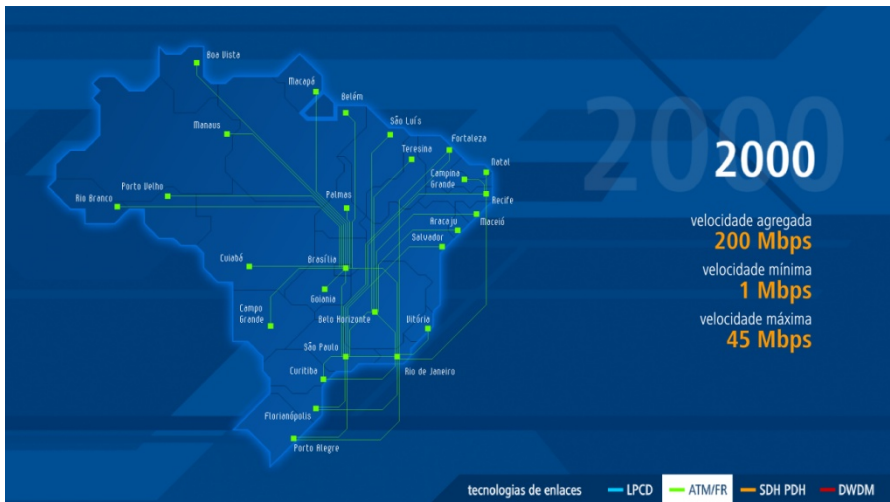 2000
2000
velocidade agregada
200 Mbps
velocidade mínima
1 Mbps
velocidade máxima
45 Mbps
Boa Vista
Macapá
Belém
Manaus
São Luís
Teresina
Fortaleza
Campina
Grande
Natal
Recife
Maceió
Aracaju
Salvador
Porto Velho
Rio Branco
Palmas
Cuiabá
Brasília
Goiania
Campo
Grande
Belo Horizonte
Vitória
São Paulo
Rio de Janeiro
Curitiba
Florianópolis
Porto Alegre
tecnologias de enlaces
LPCD
ATM/FR
SDH PDH
DWDM